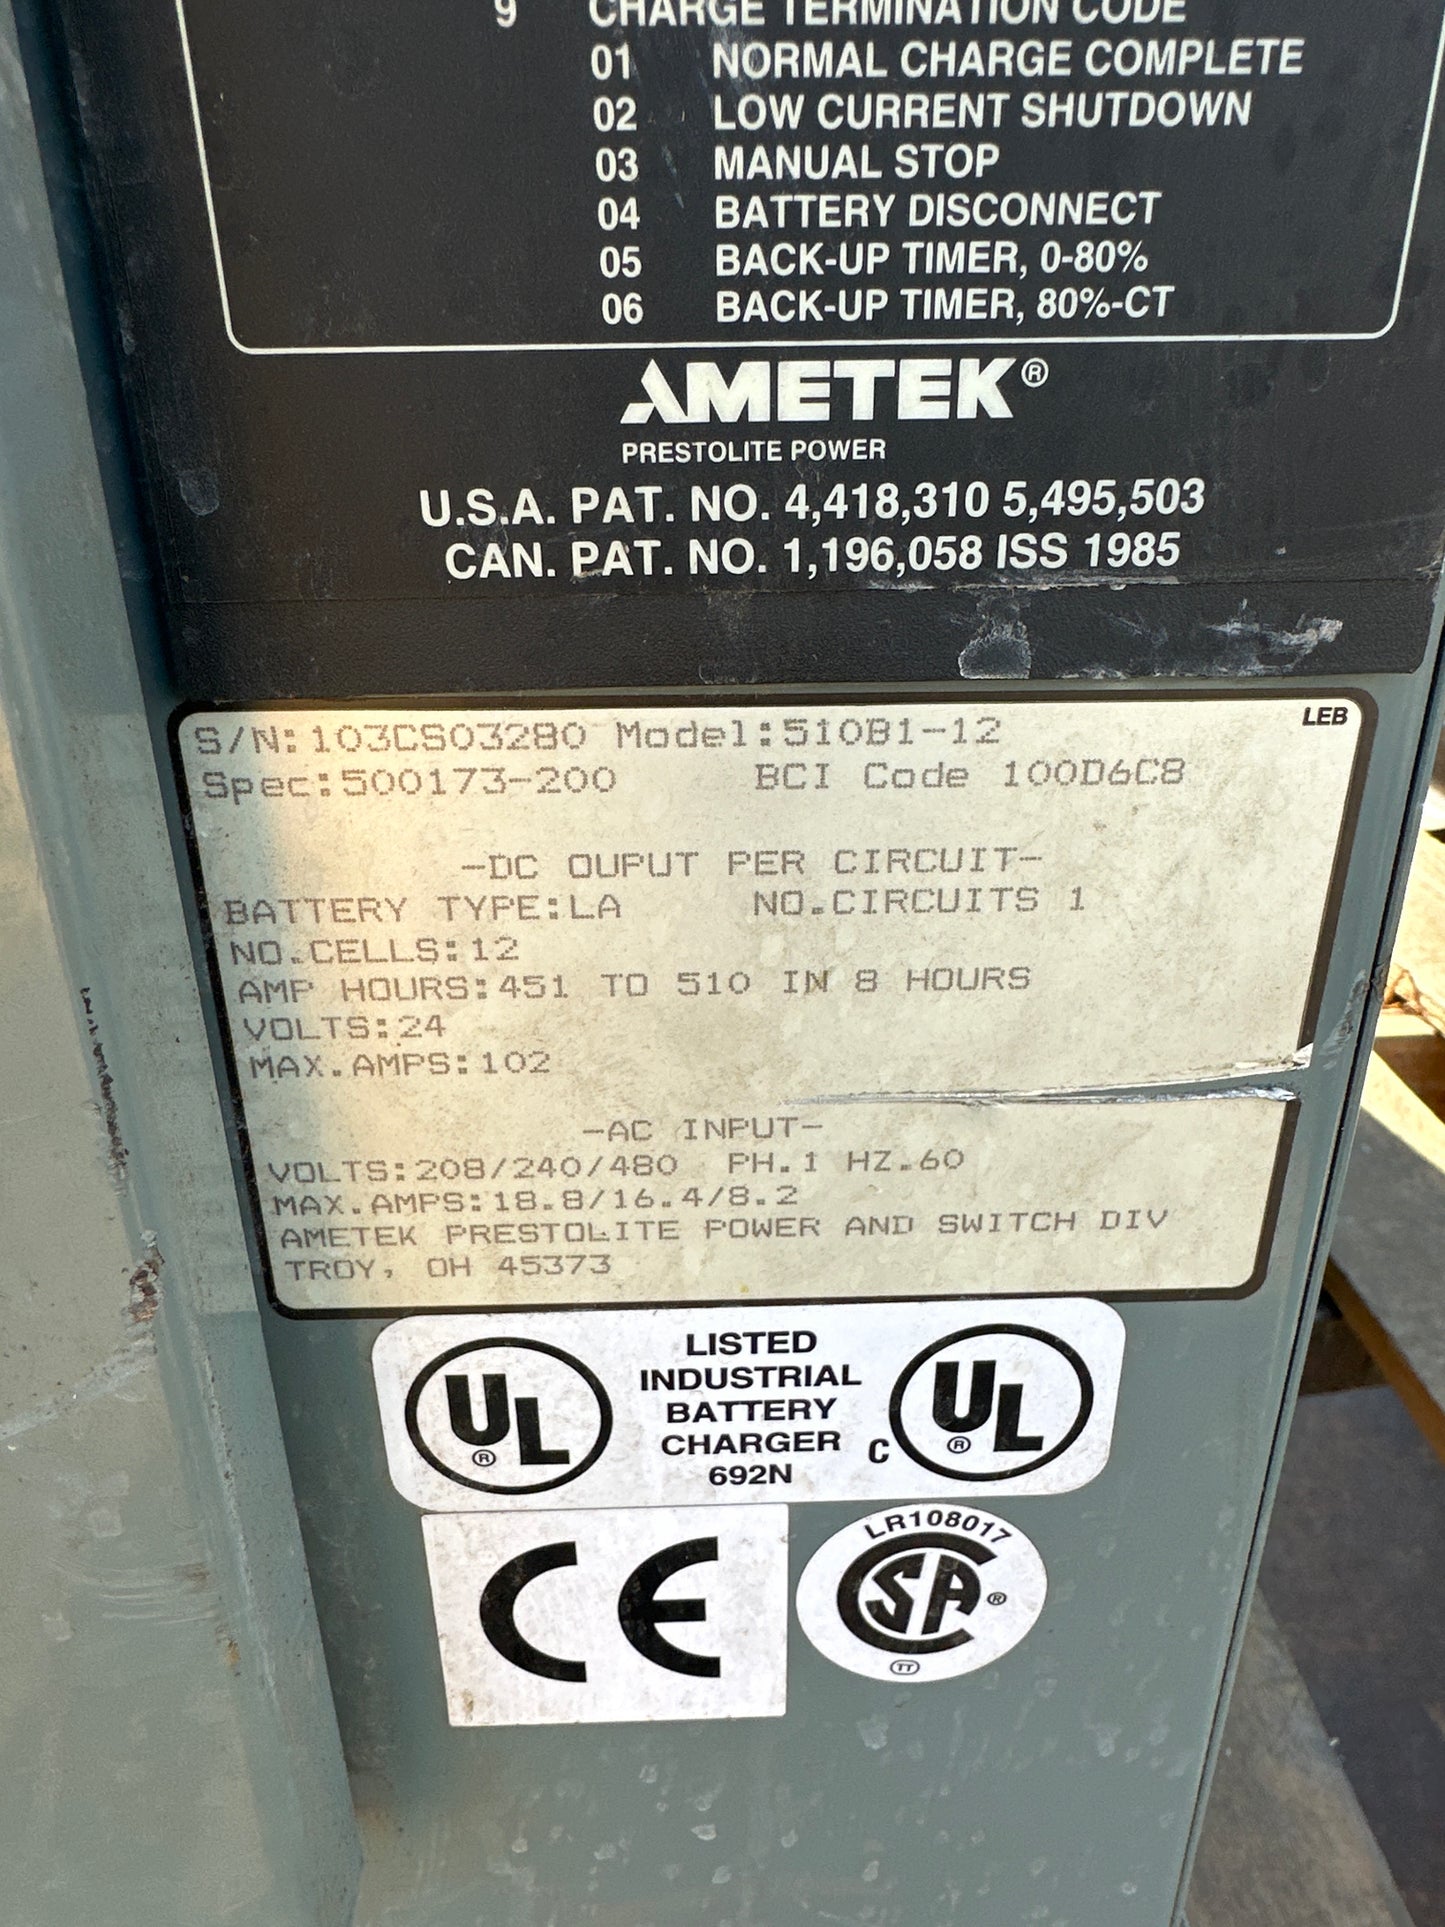 9 CHARGE TERMINATION CODE
01 NORMAL CHARGE COMPLETE
02 LOW CURRENT SHUTDOWN
03 MANUAL STOP
04 BATTERY DISCONNECT
05 BACK-UP TIMER, 0-80%
06 BACK-UP TIMER, 80%-CT
AMETEK®
PRESTOLITE POWER
U.S.A. PAT. NO. 4,418,310 5,495,503
CAN. PAT. NO. 1,196,058 ISS 1985
LEB
S/N:103CS03280 Model:510B1-12
Spec:500173-200 BCI Code 100D6C8
-DC OUPUT PER CIRCUIT-
BATTERY TYPE:LA NO.CIRCUITS 1
NO.CELLS:12
AMP HOURS:451 TO 510 IN 8 HOURS
VOLTS:24
MAX.AMPS:102
-AC INPUT-
VOLTS:208/240/480 PH.1 HZ.60
MAX.AMPS:18.8/16.4/8.2
AMETEK PRESTOLITE POWER AND SWITCH DIV
TROY, OH 45373
UL®
LISTED
INDUSTRIAL
BATTERY
CHARGER
692N
C UL®
CE
LR108017
CSA®
TT